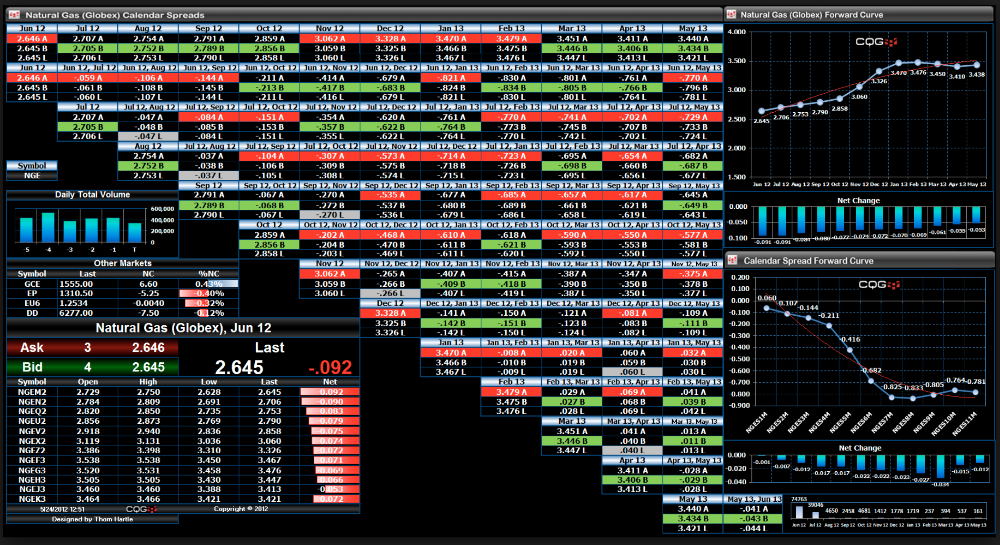 Natural Gas (Globex) Calendar Spreads
Jun 12 Jul 12 Aug 12 Sep 12 Oct 12 Nov 12 Dec 12 Jan 13 Feb 13 Mar 13 Apr 13 May 13
2.646 A 2.707 A 2.754 A 2.791 A 2.859 A 3.062 A 3.328 A 3.470 A 3.479 A 3.451 A 3.411 A 3.440 A
2.645 B 2.705 B 2.752 B 2.789 B 2.856 B 3.059 B 3.325 B 3.466 B 3.475 B 3.446 B 3.406 B 3.434 B
2.645 L 2.706 L 2.753 L 2.790 L 2.858 L 3.060 L 3.326 L 3.467 L 3.476 L 3.447 L 3.413 L 3.421 L
Jun 12 Jun 12, Jul 12 Jun 12, Aug 12 Jun 12, Sep 12 Jun 12, Oct 12 Jun 12, Nov 12 Jun 12, Dec 12 Jun 12, Jan 13 Jun 12, Feb 13 Jun 12, Mar 13 Jun 12, Apr 13 Jun 12, May 13
2.646 A -.059 A -.106 A -.144 A -.211 A -.414 A -.679 A -.821 A -.830 A -.801 A -.761 A -.770 A
2.645 B -.061 B -.108 B -.145 B -.213 B -.417 B -.683 B -.824 B -.834 B -.805 B -.766 B -.796 B
2.645 L -.060 L -.107 L -.144 L -.211 L -.416 L -.679 L -.821 L -.830 L -.801 L -.764 L -.781 L
Jul 12 Jul 12, Aug 12 Jul 12, Sep 12 Jul 12, Oct 12 Jul 12, Nov 12 Jul 12, Dec 12 Jul 12, Jan 13 Jul 12, Feb 13 Jul 12, Mar 13 Jul 12, Apr 13 Jul 12, May 13
2.707 A -.047 A -.084 A -.151 A -.354 A -.620 A -.761 A -.770 A -.741 A -.702 A -.729 A
2.705 B -.048 B -.085 B -.153 B -.357 B -.622 B -.764 B -.773 B -.745 B -.707 B -.733 B
2.706 L -.047 L -.084 L -.151 L -.355 L -.622 L -.764 L -.770 L -.742 L -.702 L -.724 L
Aug 12 Jul 12, Aug 12 Jul 12, Sep 12 Jul 12, Oct 12 Jul 12, Nov 12 Jul 12, Dec 12 Jul 12, Jan 13 Jul 12, Feb 13 Jul 12, Mar 13 Jul 12, Apr 13
2.754 A -.037 A -.104 A -.307 A -.573 A -.714 A -.723 A -.695 A -.654 A -.682 A
2.752 B -.038 B -.106 B -.309 B -.575 B -.718 B -.726 B -.698 B -.660 B -.687 B
2.753 L -.037 L -.105 L -.308 L -.574 L -.715 L -.723 L -.695 L -.656 L -.677 L
Symbol
NGE
Sep 12 Sep 12, Oct 12 Sep 12, Nov 12 Sep 12, Dec 12 Sep 12, Jan 13 Sep 12, Feb 13 Sep 12, Mar 13 Sep 12, Apr 13 Sep 12, May 13
2.791 A -.067 A -.270 A -.535 A -.677 A -.685 A -.657 A -.617 A -.645 A
2.789 B -.068 B -.272 B -.537 B -.680 B -.689 B -.661 B -.621 B -.649 B
2.790 L -.067 L -.270 L -.536 L -.679 L -.686 L -.658 L -.619 L -.643 L
Oct 12 Oct 12, Nov 12 Oct 12, Dec 12 Oct 12, Jan 13 Oct 12, Feb 13 Oct 12, Mar 13 Oct 12, Apr 13 Oct 12, May 13
2.859 A -.202 A -.468 A -.610 A -.618 A -.590 A -.550 A -.577 A
2.856 B -.204 B -.470 B -.611 B -.621 B -.593 B -.553 B -.581 B
2.858 L -.203 L -.469 L -.611 L -.620 L -.592 L -.550 L -.577 L
Nov 12 Nov 12, Dec 12 Nov 12, Jan 13 Nov 12, Feb 13 Nov 12, Mar 13 Nov 12, Apr 13 Nov 12, May 13
3.062 A -.265 A -.407 A -.415 A -.387 A -.347 A -.375 A
3.059 B -.266 B -.409 B -.418 B -.390 B -.350 B -.378 B
3.060 L -.266 L -.407 L -.419 L -.387 L -.350 L -.377 L
Dec 12 Dec 12, Jan 13 Dec 12, Feb 13 Dec 12, Mar 13 Dec 12, Apr 13 Dec 12, May 13
3.328 A -.141 A -.150 A -.121 A -.081 A -.109 A
3.325 B -.142 B -.151 B -.123 B -.083 B -.111 B
3.326 L -.142 L -.150 L -.124 L -.082 L -.109 L
Jan 13 Jan 13, Feb 13 Jan 13, Mar 13 Jan 13, Apr 13 Jan 13, May 13
3.470 A -.008 A .020 A .060 A .032 A
3.466 B -.010 B .019 B .059 B .030 B
3.467 L -.009 L .019 L .060 L .030 L
Feb 13 Feb 13, Mar 13 Feb 13, Apr 13 Feb 13, May 13
3.479 A .029 A .069 A .041 A
3.475 B .027 B .068 B .039 B
3.476 L .028 L .069 L .042 L
Mar 13 Mar 13, Apr 13 Mar 13, May 13
3.451 A .041 A .013 A
3.446 B .040 B .011 B
3.447 L .040 L .013 L
Apr 13 Apr 13, May 13
3.411 A -.028 A
3.406 B -.029 B
3.413 L -.028 L
May 13 May 13, Jun 13
3.440 A -.041 A
3.434 B -.043 B
3.421 L -.044 L
Daily Total Volume
600,000
400,000
200,000
0
-5 -4 -3 -2 -1 T
Other Markets
Symbol Last NC %NC
GCE 1555.00 6.60 0.43%
EP 1310.50 -5.25 -0.40%
EU6 1.2534 -0.0040 -0.32%
DD 6277.00 -7.50 -0.12%
Natural Gas (Globex), Jun 12
Ask 3 2.646 Last
Bid 4 2.645 2.645 -.092
Symbol Open High Low Last Net
NGEM2 2.729 2.750 2.628 2.645 -0.092
NGEN2 2.784 2.809 2.691 2.706 -0.090
NGEQ2 2.820 2.850 2.735 2.753 -0.083
NGEU2 2.856 2.873 2.769 2.790 -0.079
NGEV2 2.918 2.940 2.836 2.858 -0.075
NGEX2 3.119 3.131 3.036 3.060 -0.074
NGEZ2 3.386 3.398 3.310 3.326 -0.072
NGEF3 3.538 3.538 3.450 3.467 -0.071
NGEG3 3.520 3.531 3.458 3.476 -0.069
NGEH3 3.505 3.505 3.430 3.447 -0.066
NGEJ3 3.460 3.460 3.388 3.413 -0.053
NGEK3 3.464 3.466 3.421 3.421 -0.072
5/24/2012 12:51 CQG Copyright © 2012
Designed by Thom Hartle
Natural Gas (Globex) Forward Curve
CQG
4.000
3.500
3.000
2.500
2.000
1.500
2.645 2.706 2.753 2.790 2.858 3.060 3.326 3.470 3.476 3.450 3.410 3.438
Jun 12 Jul 12 Aug 12 Sep 12 Oct 12 Nov 12 Dec 12 Jan 13 Feb 13 Mar 13 Apr 13 May 13
Net Change
0.000
-0.050
-0.100
-0.091 -0.091 -0.084 -0.080 -0.077 -0.074 -0.072 -0.070 -0.069 -0.061 -0.055 -0.053
Calendar Spread Forward Curve
CQG
0.200
0.100
0.000
-0.100
-0.200
-0.300
-0.400
-0.500
-0.600
-0.700
-0.800
-0.900
-0.060 -0.107 -0.144 -0.211 -0.416 -0.682 -0.825 -0.833 -0.805 -0.764 -0.781
NGES1M NGES2M NGES3M NGES4M NGES5M NGES6M NGES7M NGES8M NGES9M NGES10M NGES11M
Net Change
0.000
-0.020
-0.040
-0.001 -0.007 -0.012 -0.017 -0.017 -0.022 -0.022 -0.023 -0.027 -0.034 -0.015 -0.012
74763 39046 4650 2458 4681 1412 1778 1719 237 394 537 161
Jun 12 Jul 12 Aug 12 Sep 12 Oct 12 Nov 12 Dec 12 Jan 13 Feb 13 Mar 13 Apr 13 May 13